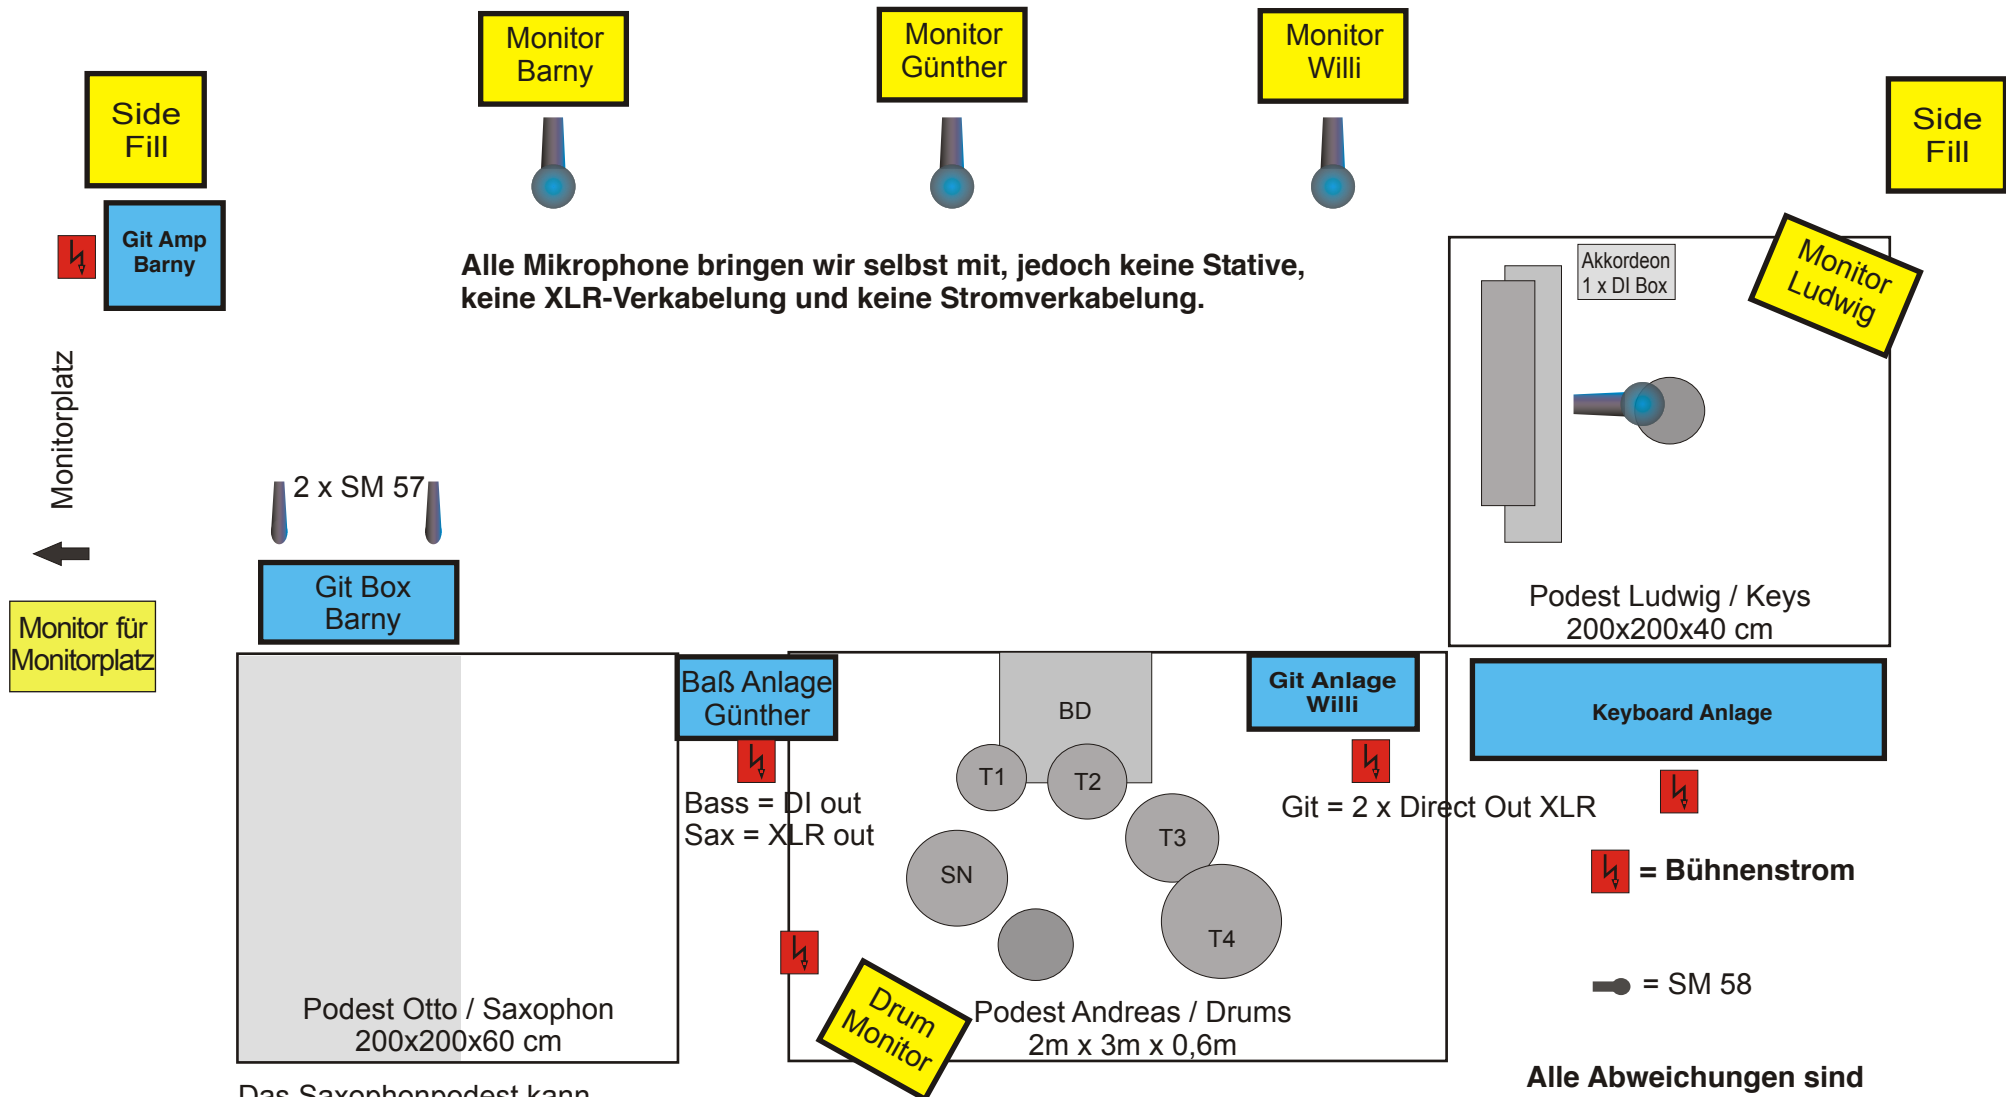 Monitor
Barny
Monitor
Günther
Monitor
Willi
Side
Fill
Side
Fill
Git Amp
Barny
Alle Mikrophone bringen wir selbst mit, jedoch keine Stative,
keine XLR-Verkabelung und keine Stromverkabelung.
Akkordeon
1 x DI Box
Monitor
Ludwig
Monitorplatz
2 x SM 57
Git Box
Barny
Monitor für
Monitorplatz
Podest Ludwig / Keys
200x200x40 cm
Baß Anlage
Günther
BD
Git Anlage
Willi
Keyboard Anlage
T1
T2
Bass = DI out
Sax = XLR out
Git = 2 x Direct Out XLR
T3
SN
= Bühnenstrom
T4
= SM 58
Podest Otto / Saxophon
200x200x60 cm
Drum
Monitor
Podest Andreas / Drums
2m x 3m x 0,6m
Alle Abweichungen sind
Das Saxophonpodest kann